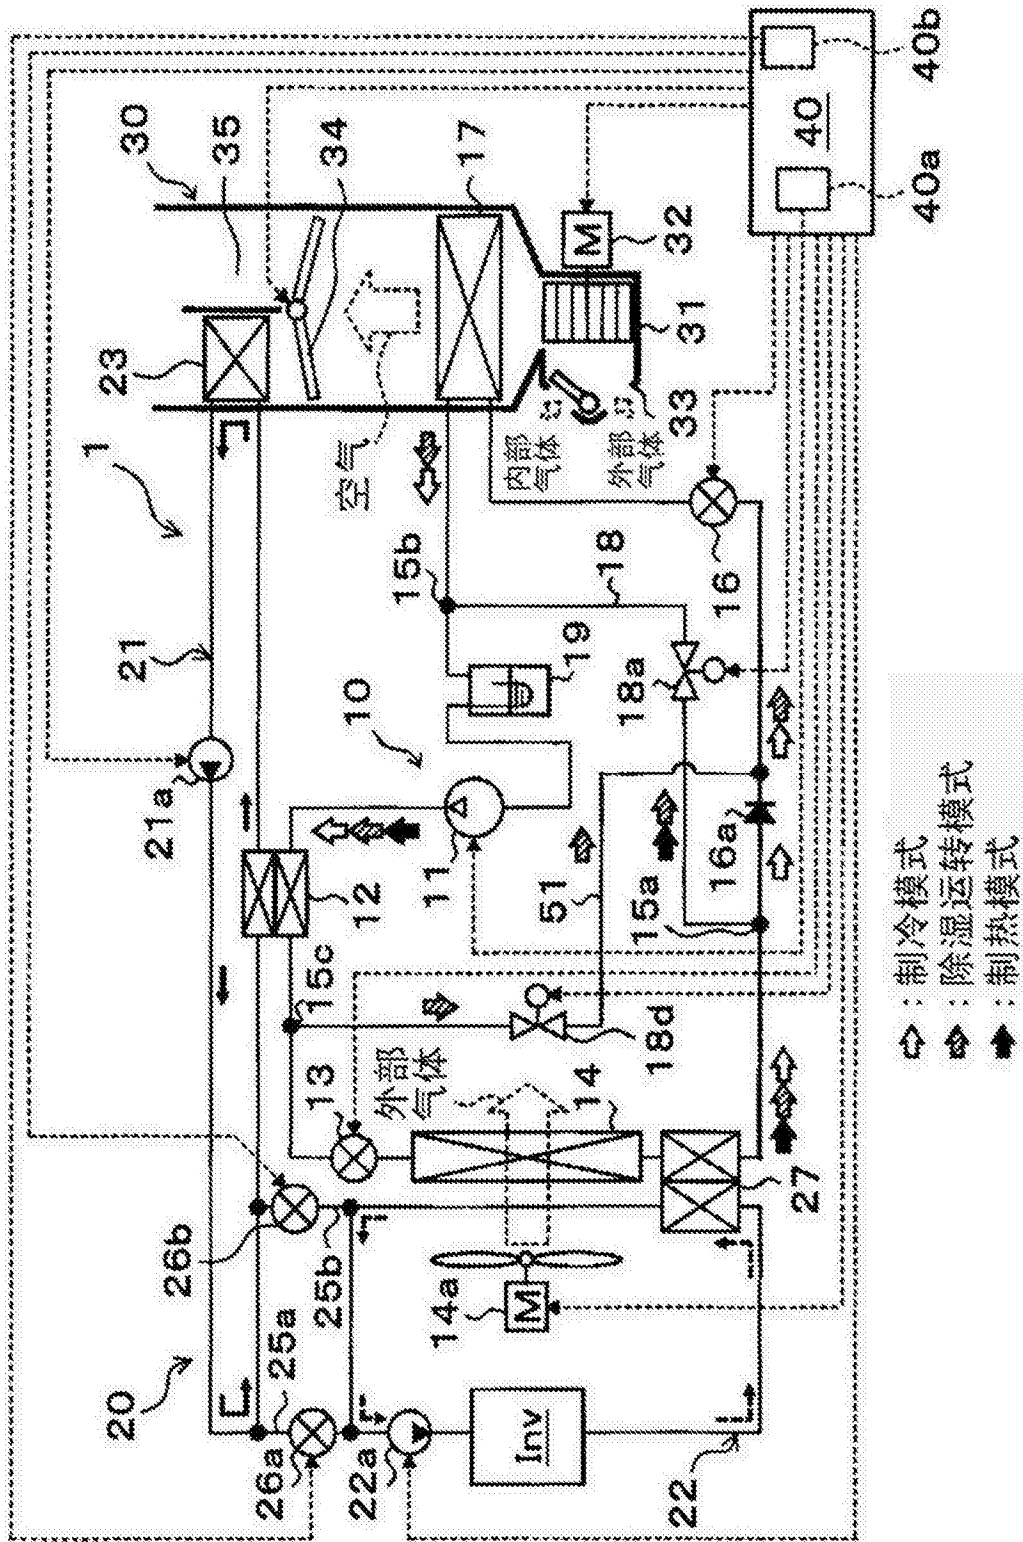 20
21
1
23
30
26b
21a
35
26a
25a
25b
13
15c
34
22a
12
10
空气
外部
气体
15b
14a
11
17
Inv
M
内部
气体
51
19
18
M
14
外部
气体
18d
15a
18a
32
22
33
31
27
16a
16
40
40a
40b
:制冷模式
:除湿运转模式
:制热模式